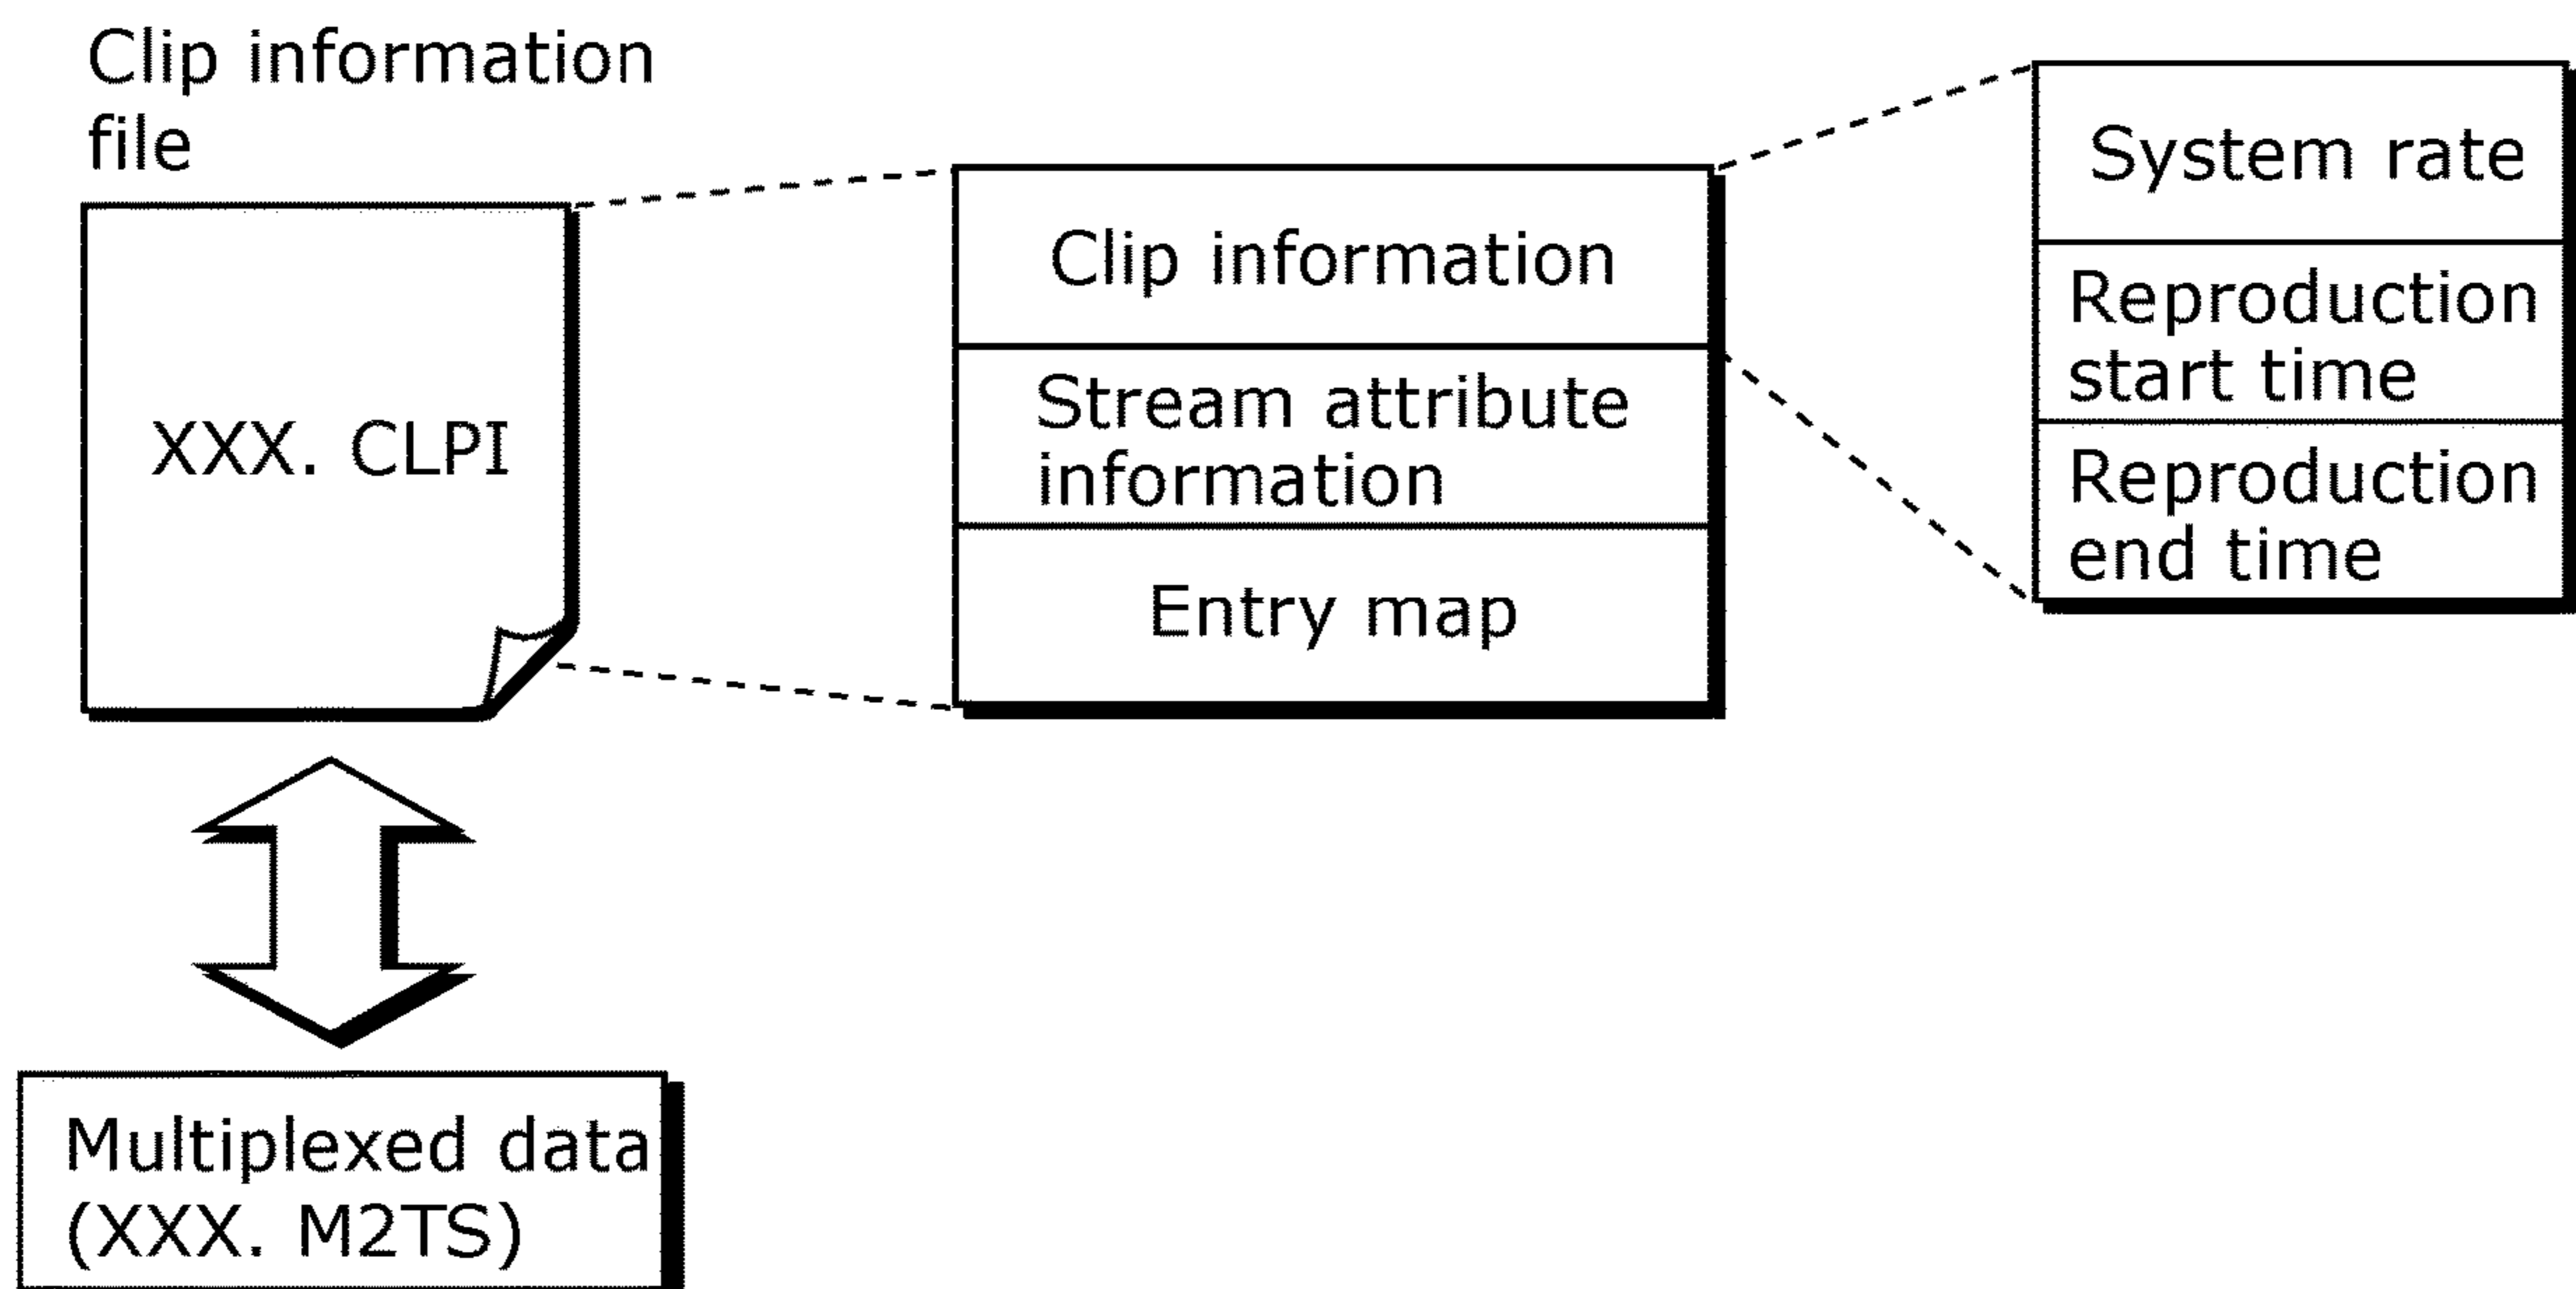 Clip information
file
XXX. CLPI
Multiplexed data
(XXX. M2TS)
Clip information
Stream attribute
information
Entry map
System rate
Reproduction
start time
Reproduction
end time